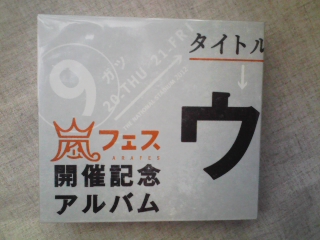 9
ガツ
20-THU 21-FRI
タイトル
↓
ウ
嵐フェス
ARAFES
開催記念
アルバム